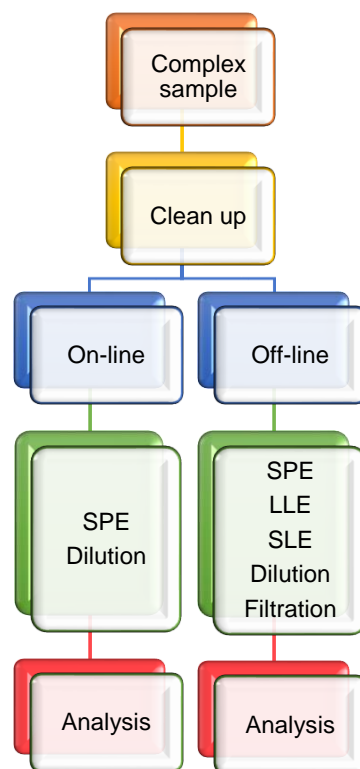 Complex
sample
Clean up
On-line
Off-line
SPE
Dilution
SPE
LLE
SLE
Dilution
Filtration
Analysis
Analysis